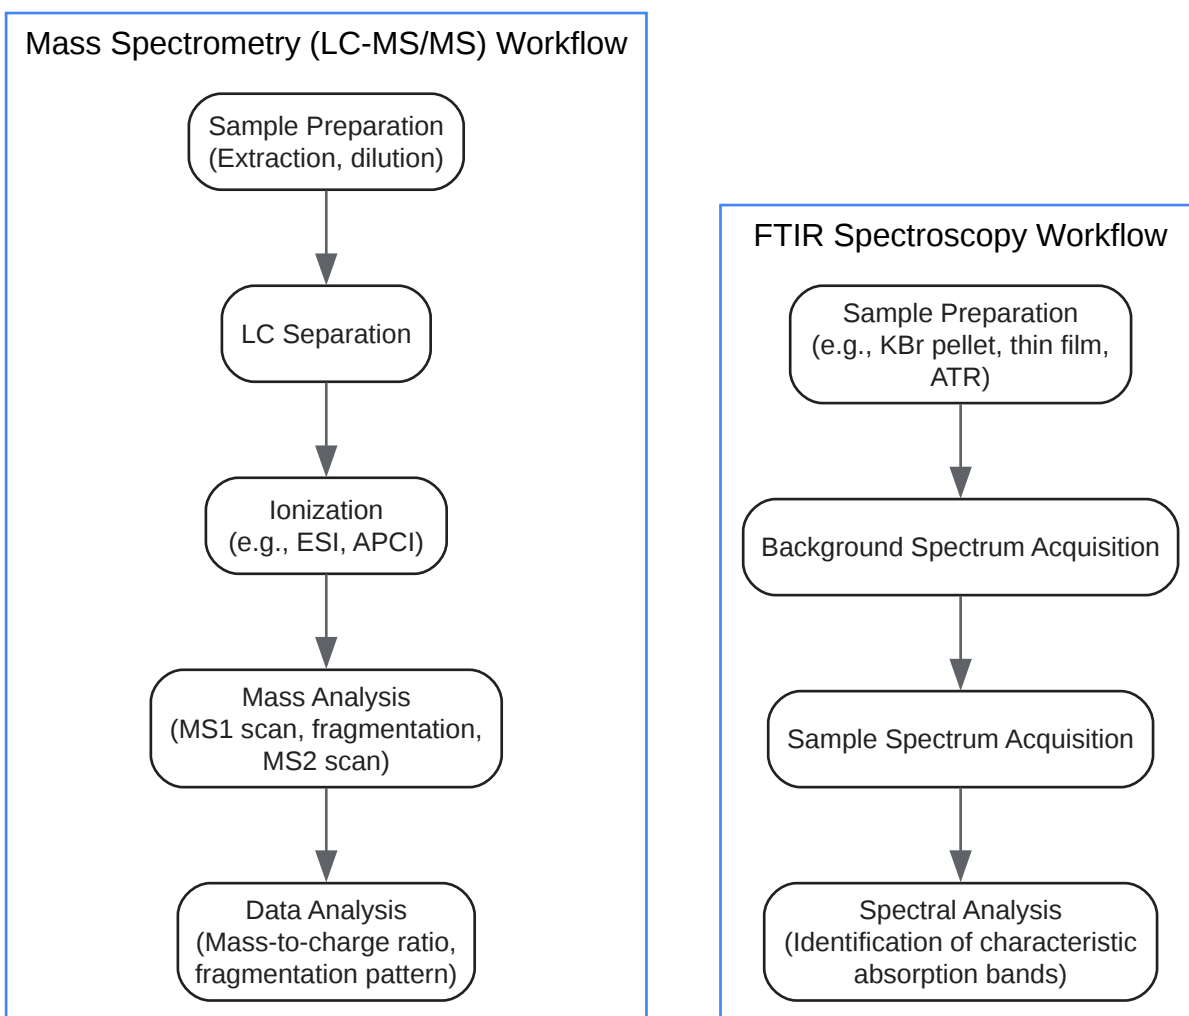 Mass Spectrometry (LC-MS/MS) Workflow
Sample Preparation
(Extraction, dilution)
LC Separation
Ionization
(e.g., ESI, APCI)
Mass Analysis
(MS1 scan, fragmentation,
MS2 scan)
Data Analysis
(Mass-to-charge ratio,
fragmentation pattern)
FTIR Spectroscopy Workflow
Sample Preparation
(e.g., KBr pellet, thin film,
ATR)
Background Spectrum Acquisition
Sample Spectrum Acquisition
Spectral Analysis
(Identification of characteristic
absorption bands)